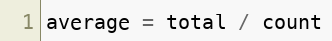 1 average = total / count